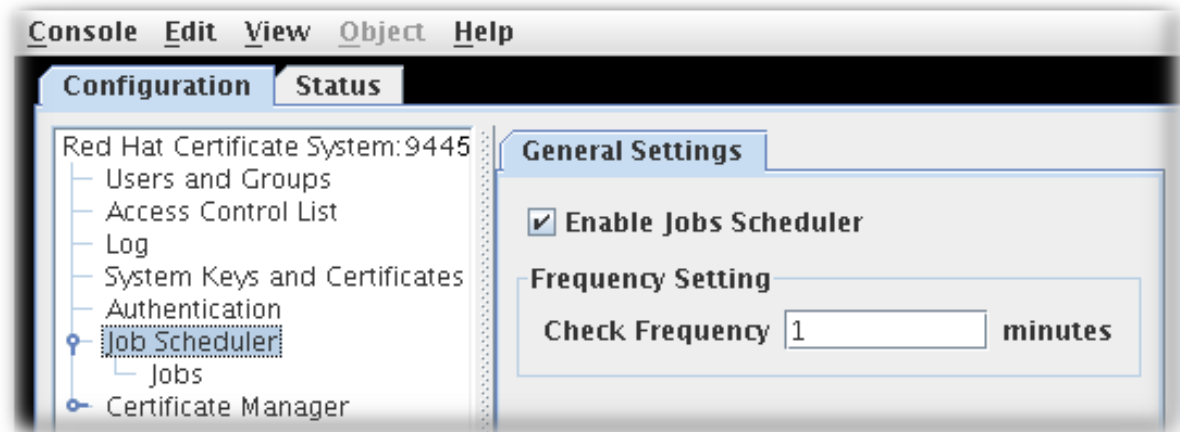 Console Edit View Object Help
Configuration Status
Red Hat Certificate System:9445
Users and Groups
Access Control List
Log
System Keys and Certificates
Authentication
Job Scheduler
Jobs
Certificate Manager
General Settings
Enable Jobs Scheduler
Frequency Setting
Check Frequency 1 minutes